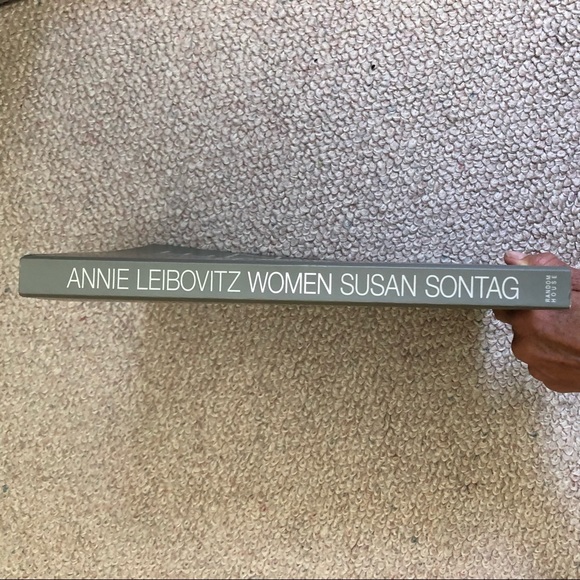 ANNIE LEIBOVITZ WOMEN SUSAN SONTAG
RANDOM
HOUSE